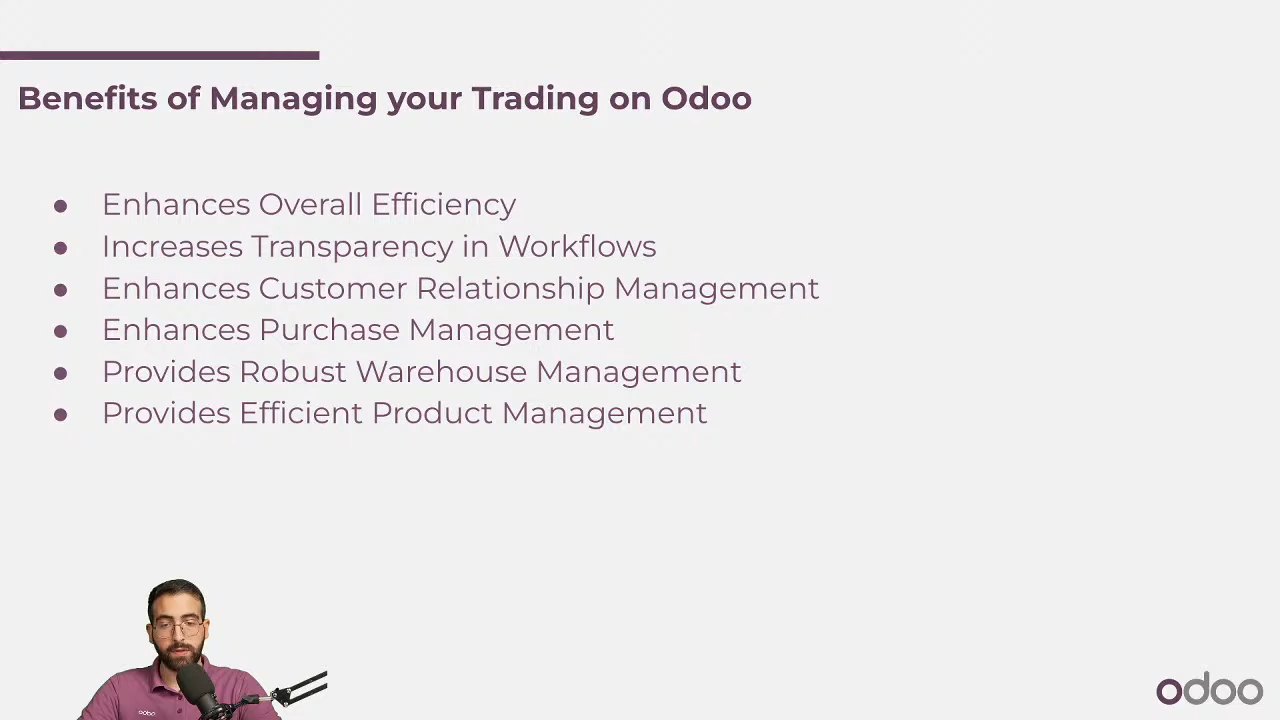 Benefits of Managing your Trading on Odoo
● Enhances Overall Efficiency
● Increases Transparency in Workflows
● Enhances Customer Relationship Management
● Enhances Purchase Management
● Provides Robust Warehouse Management
● Provides Efficient Product Management
odoo
odoo